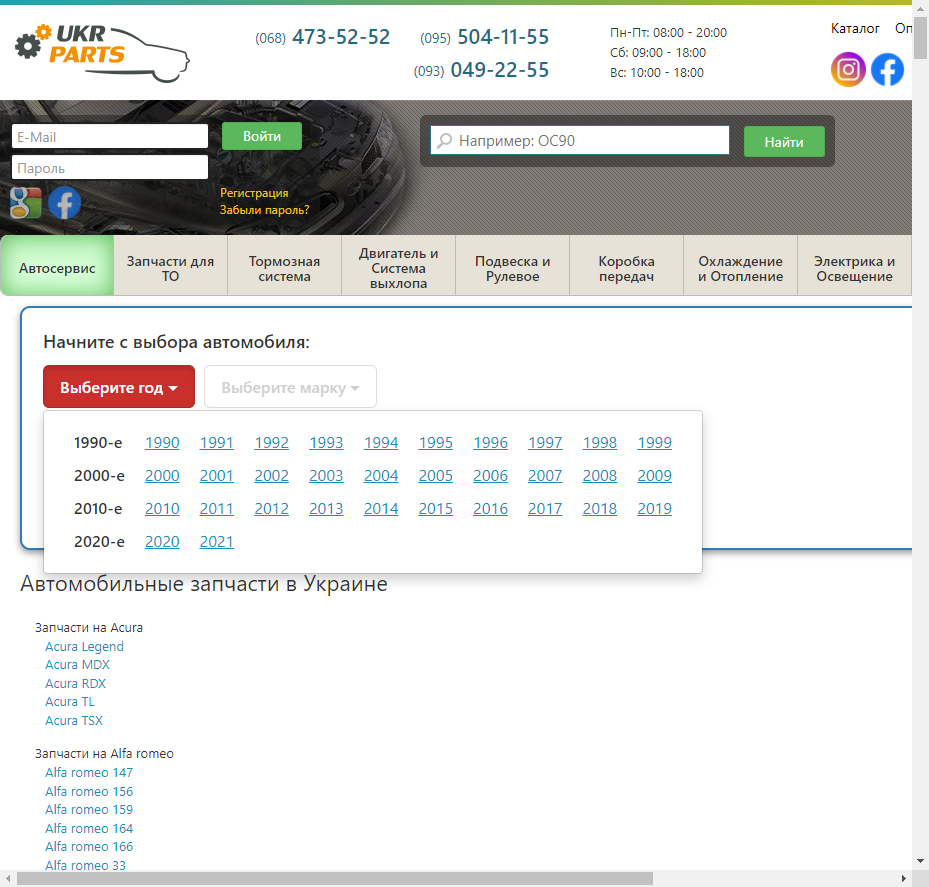 UKR
PARTS
(068) 473-52-52
(095) 504-11-55
(093) 049-22-55
Пн-Пт: 08:00 - 20:00
Сб: 09:00 - 18:00
Вс: 10:00 - 18:00
Каталог
Оп
E-Mail
Войти
Пароль
Регистрация
Забыли пароль?
Например: OC90
Найти
Автосервис
Запчасти для
ТО
Тормозная
система
Двигатель и
Система
выхлопа
Подвеска и
Рулевое
Коробка
передач
Охлаждение
и Отопление
Электрика и
Освещение
Начните с выбора автомобиля:
Выберите год
Выберите марку
1990-е 1990 1991 1992 1993 1994 1995 1996 1997 1998 1999
2000-е 2000 2001 2002 2003 2004 2005 2006 2007 2008 2009
2010-е 2010 2011 2012 2013 2014 2015 2016 2017 2018 2019
2020-е 2020 2021
Автомобильные запчасти в Украине
Запчасти на Acura
Acura Legend
Acura MDX
Acura RDX
Acura TL
Acura TSX
Запчасти на Alfa romeo
Alfa romeo 147
Alfa romeo 156
Alfa romeo 159
Alfa romeo 164
Alfa romeo 166
Alfa romeo 33